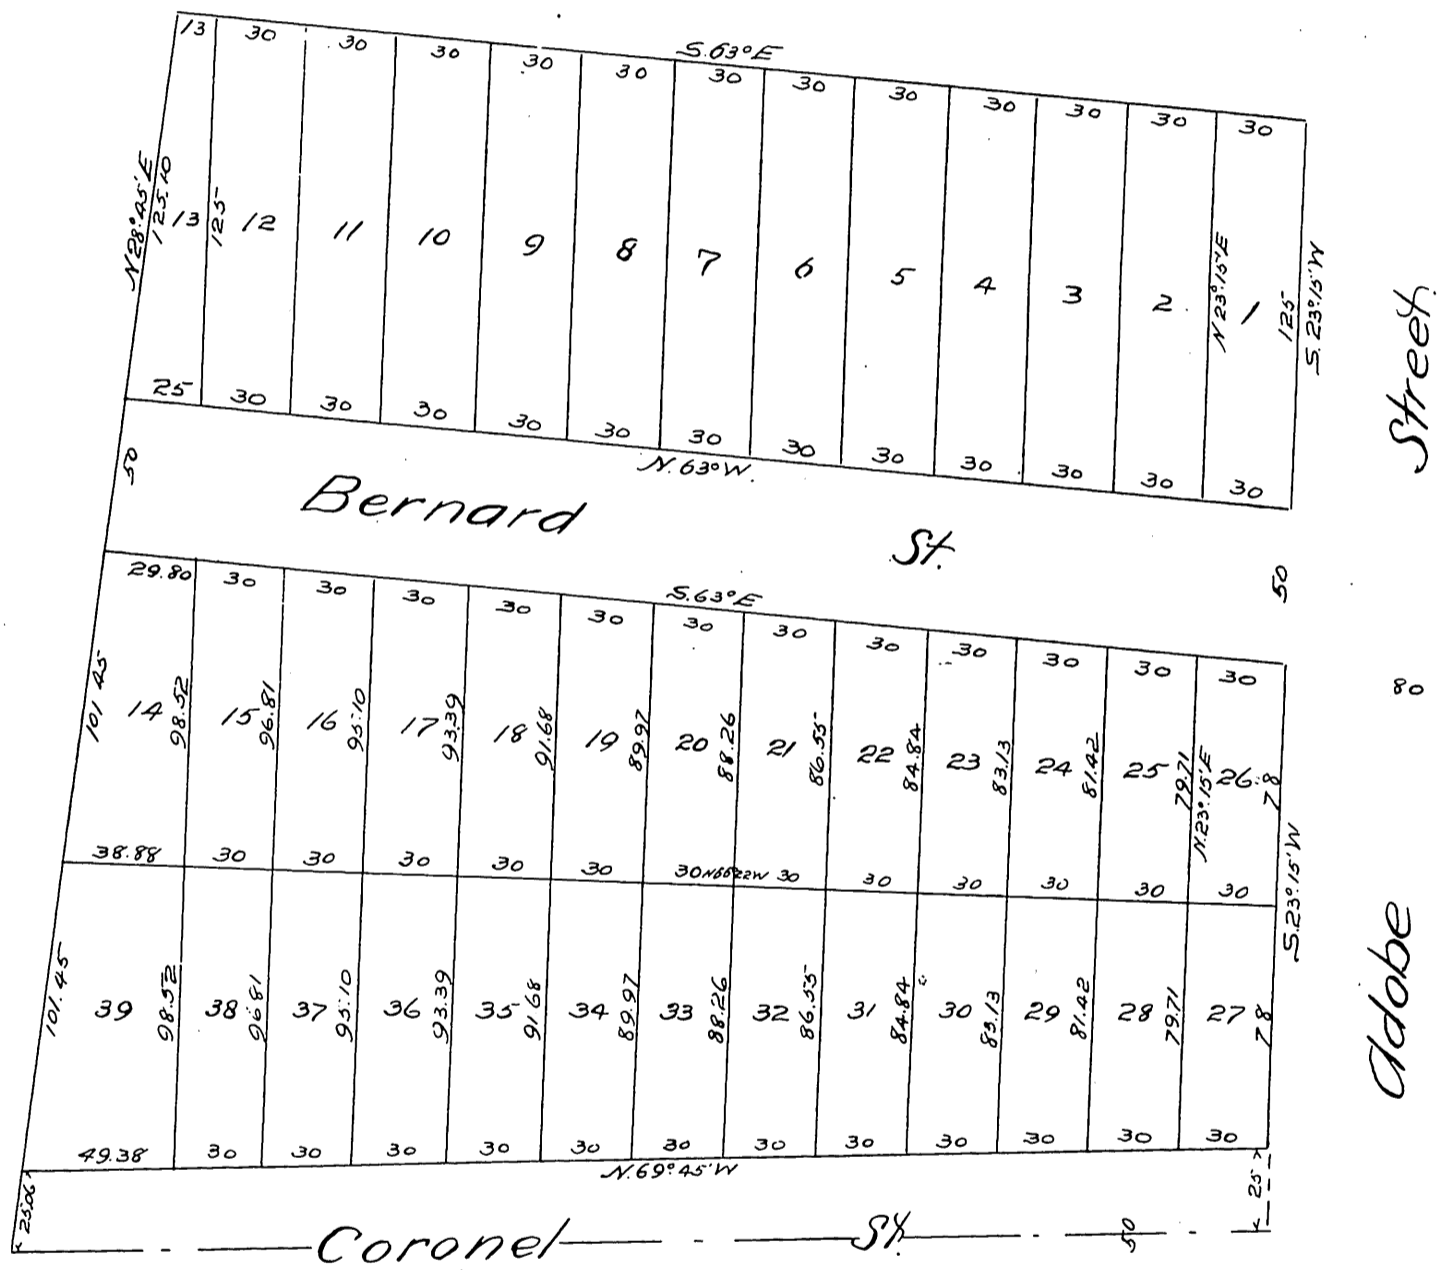 13 30 30 30 30 30 S.63°E 30 30 30 30 30 30 30
N28°.45'E 125.10 13 125 12 11 10 9 8 7 6 5 4 3 2 N23°.15'E 1 125 S.23°.15'W
25 30 30 30 30 30 30 30 30 30 30 30 30
N.63°W.
50 Bernard St. 50
S.63°E
29.80 30 30 30 30 30 30 30 30 30 30 30 30
101.45 14 98.52 15 96.81 16 95.10 17 93.39 18 91.68 19 89.97 20 88.26 21 86.55 22 84.84 23 83.13 24 81.42 25 79.71 N.23°.15'E 26 78
38.88 30 30 30 30 30 30 N66°22W 30 30 30 30 30 30
S.23°.15'W
101.45 39 98.52 38 96.81 37 95.10 36 93.39 35 91.68 34 89.97 33 88.26 32 86.55 31 84.84 30 83.13 29 81.42 28 79.71 27 78
49.38 30 30 30 30 30 30 30 30 30 30 30 30
N.69°.45'W
25.06 25
Coronel St. 50
Adobe 80 Street.